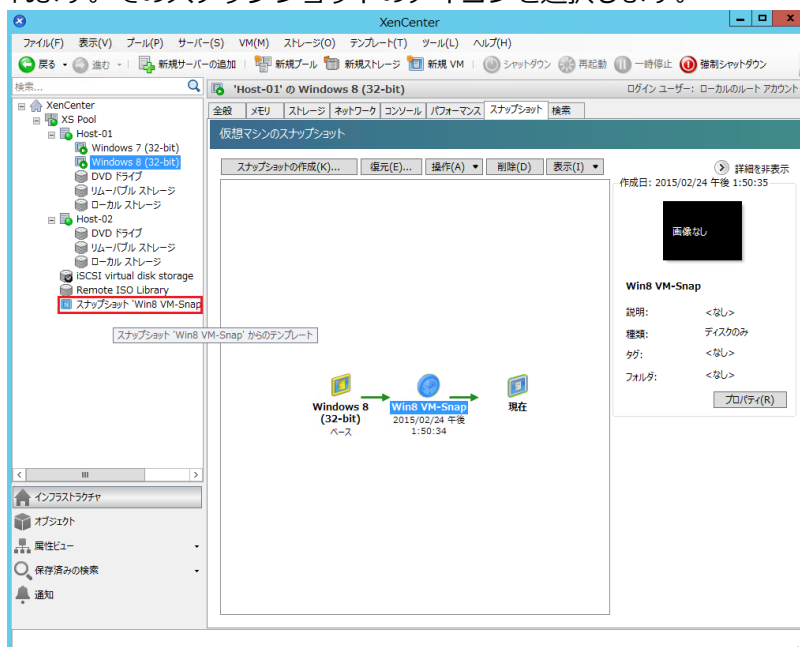 XenCenter
ファイル(F) 表示(V) プール(P) サーバー(S) VM(M) ストレージ(O) テンプレート(T) ツール(L) ヘルプ(H)
戻る 進む 新規サーバーの追加 新規プール 新規ストレージ 新規 VM シャットダウン 再起動 一時停止 強制シャットダウン
検索...
'Host-01' の Windows 8 (32-bit)
ログイン ユーザー: ローカルのルート アカウント
XenCenter
XS Pool
Host-01
Windows 7 (32-bit)
Windows 8 (32-bit)
DVD ドライブ
リムーバブル ストレージ
ローカル ストレージ
Host-02
DVD ドライブ
リムーバブル ストレージ
ローカル ストレージ
iSCSI virtual disk storage
Remote ISO Library
スナップショット 'Win8 VM-Snap
スナップショット 'Win8 VM-Snap' からのテンプレート
全般 メモリ ストレージ ネットワーク コンソール パフォーマンス スナップショット 検索
仮想マシンのスナップショット
スナップショットの作成(K)... 復元(E)... 操作(A) 削除(D) 表示(I)
詳細を非表示
作成日: 2015/02/24 午後 1:50:35
画像なし
Win8 VM-Snap
説明: <なし>
種類: ディスクのみ
タグ: <なし>
フォルダ: <なし>
プロパティ(R)
Windows 8
(32-bit)
ベース
Win8 VM-Snap
2015/02/24 午後
1:50:34
現在
インフラストラクチャ
オブジェクト
属性ビュー
保存済みの検索
通知